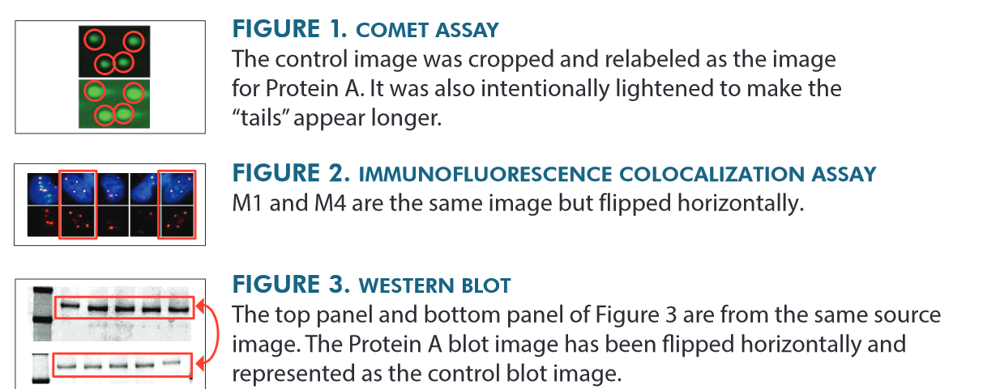 FIGURE 1. COMET ASSAY
The control image was cropped and relabeled as the image
for Protein A. It was also intentionally lightened to make the
“tails” appear longer.
FIGURE 2. IMMUNOFLUORESCENCE COLOCALIZATION ASSAY
M1 and M4 are the same image but flipped horizontally.
FIGURE 3. WESTERN BLOT
The top panel and bottom panel of Figure 3 are from the same source
image. The Protein A blot image has been flipped horizontally and
represented as the control blot image.